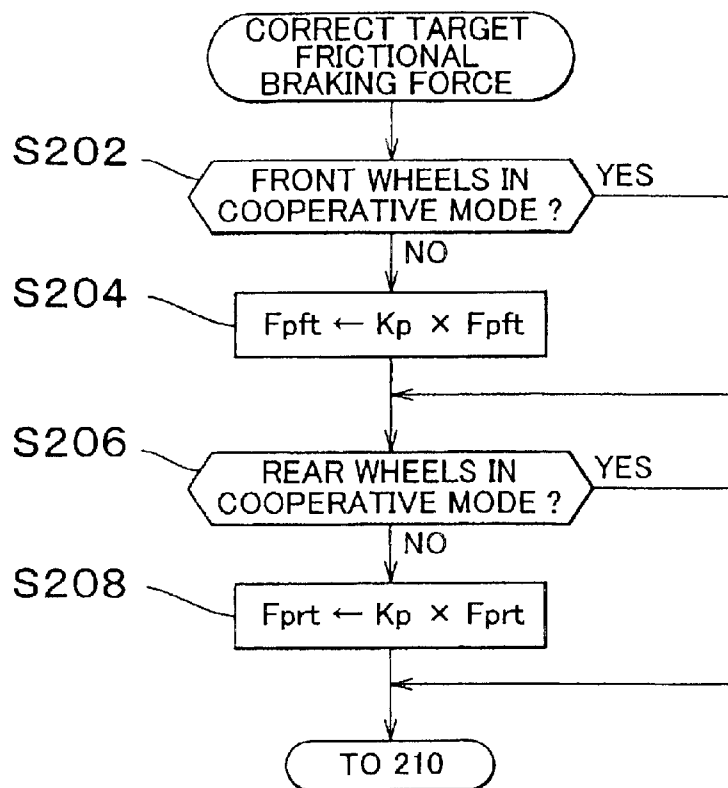 CORRECT TARGET
FRICTIONAL
BRAKING FORCE
S202
FRONT WHEELS IN
COOPERATIVE MODE ?
YES
NO
S204
Fpft ← Kp × Fpft
S206
REAR WHEELS IN
COOPERATIVE MODE ?
YES
NO
S208
Fprt ← Kp × Fprt
TO 210